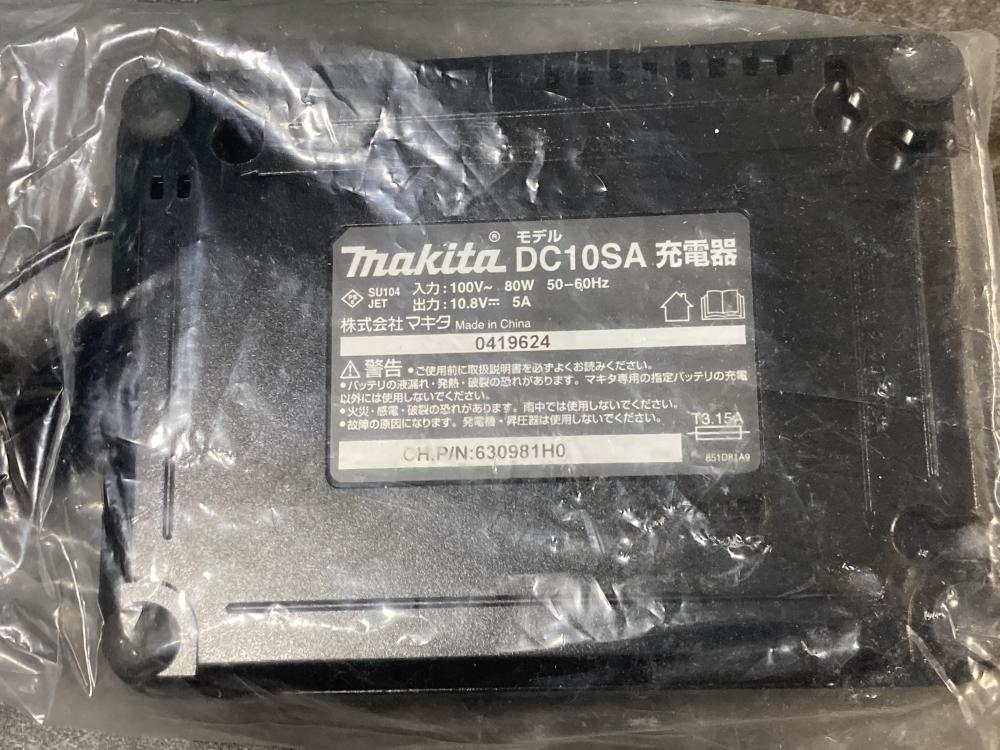 makita® モデル DC10SA 充電器
PS E SU104 JET
入力:100V~ 80W 50-60Hz
出力:10.8V⎓ 5A
株式会社マキタ Made in China
0419624
⚠警告 •ご使用前に取扱説明書を必ずよくお読みください。
•バッテリの液漏れ・発熱・破裂の恐れがあります。マキタ専用の指定バッテリの充電
以外には使用しないでください。
•火災・感電・破裂の恐れがあります。雨中では使用しないでください。
•故障の原因になります。発電機・昇圧器は使用しないでください。
T3.15A
CH.P/N:630981H0
851D81A9